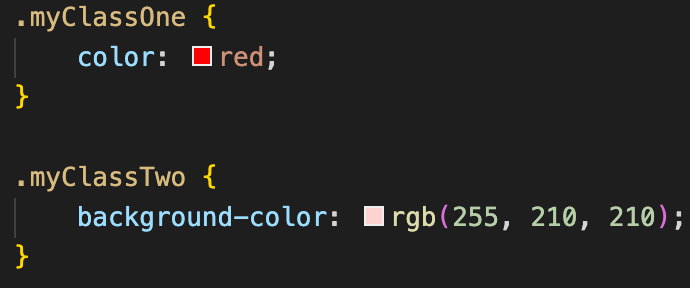 .myClassOne {
    color: red;
}

.myClassTwo {
    background-color: rgb(255, 210, 210);
}